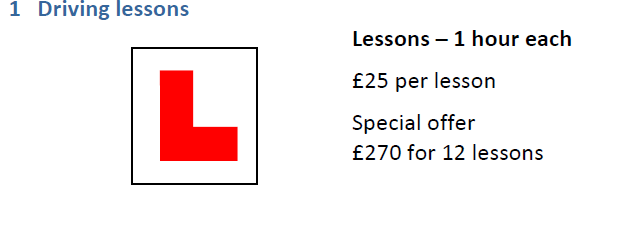 1 Driving lessons
L
Lessons – 1 hour each
£25 per lesson
Special offer
£270 for 12 lessons